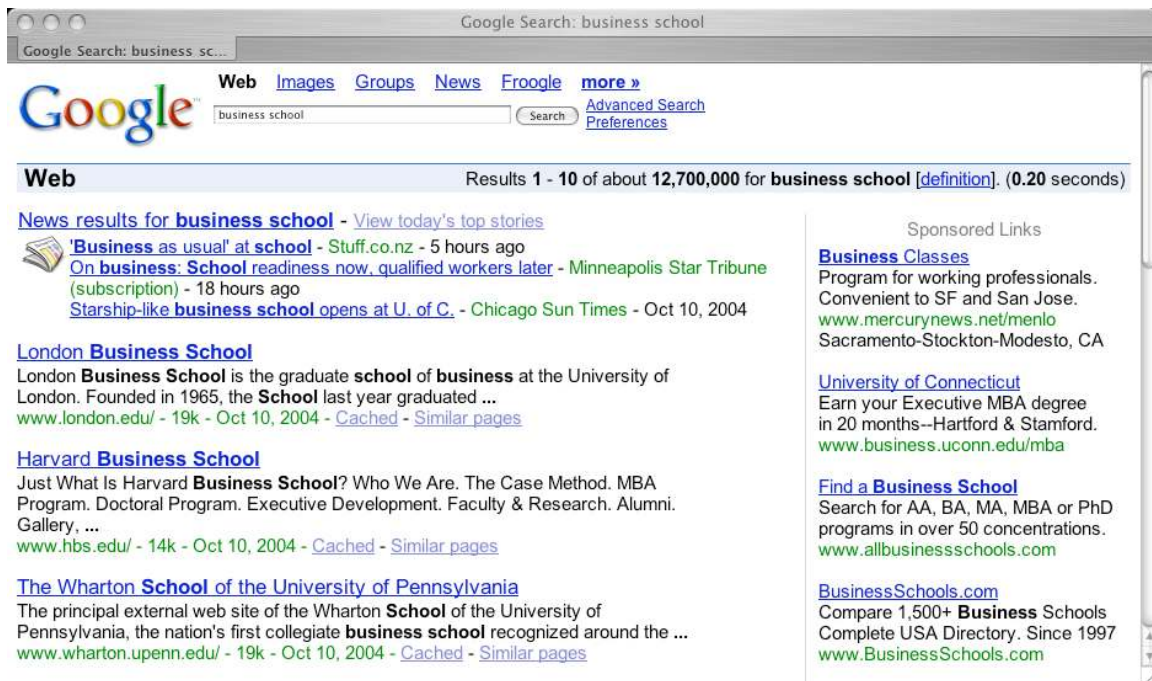 Google Search: business school
Google Search: business sc...
Google™
Web Images Groups News Froogle more »
business school Search Advanced Search
Preferences
Web Results 1 - 10 of about 12,700,000 for business school [definition]. (0.20 seconds)
News results for business school - View today's top stories
'Business as usual' at school - Stuff.co.nz - 5 hours ago
On business: School readiness now, qualified workers later - Minneapolis Star Tribune
(subscription) - 18 hours ago
Starship-like business school opens at U. of C. - Chicago Sun Times - Oct 10, 2004
London Business School
London Business School is the graduate school of business at the University of
London. Founded in 1965, the School last year graduated ...
www.london.edu/ - 19k - Oct 10, 2004 - Cached - Similar pages
Harvard Business School
Just What Is Harvard Business School? Who We Are. The Case Method. MBA
Program. Doctoral Program. Executive Development. Faculty & Research. Alumni.
Gallery, ...
www.hbs.edu/ - 14k - Oct 10, 2004 - Cached - Similar pages
The Wharton School of the University of Pennsylvania
The principal external web site of the Wharton School of the University of
Pennsylvania, the nation's first collegiate business school recognized around the ...
www.wharton.upenn.edu/ - 19k - Oct 10, 2004 - Cached - Similar pages
Sponsored Links
Business Classes
Program for working professionals.
Convenient to SF and San Jose.
www.mercurynews.net/menlo
Sacramento-Stockton-Modesto, CA
University of Connecticut
Earn your Executive MBA degree
in 20 months--Hartford & Stamford.
www.business.uconn.edu/mba
Find a Business School
Search for AA, BA, MA, MBA or PhD
programs in over 50 concentrations.
www.allbusinessschools.com
BusinessSchools.com
Compare 1,500+ Business Schools
Complete USA Directory. Since 1997
www.BusinessSchools.com